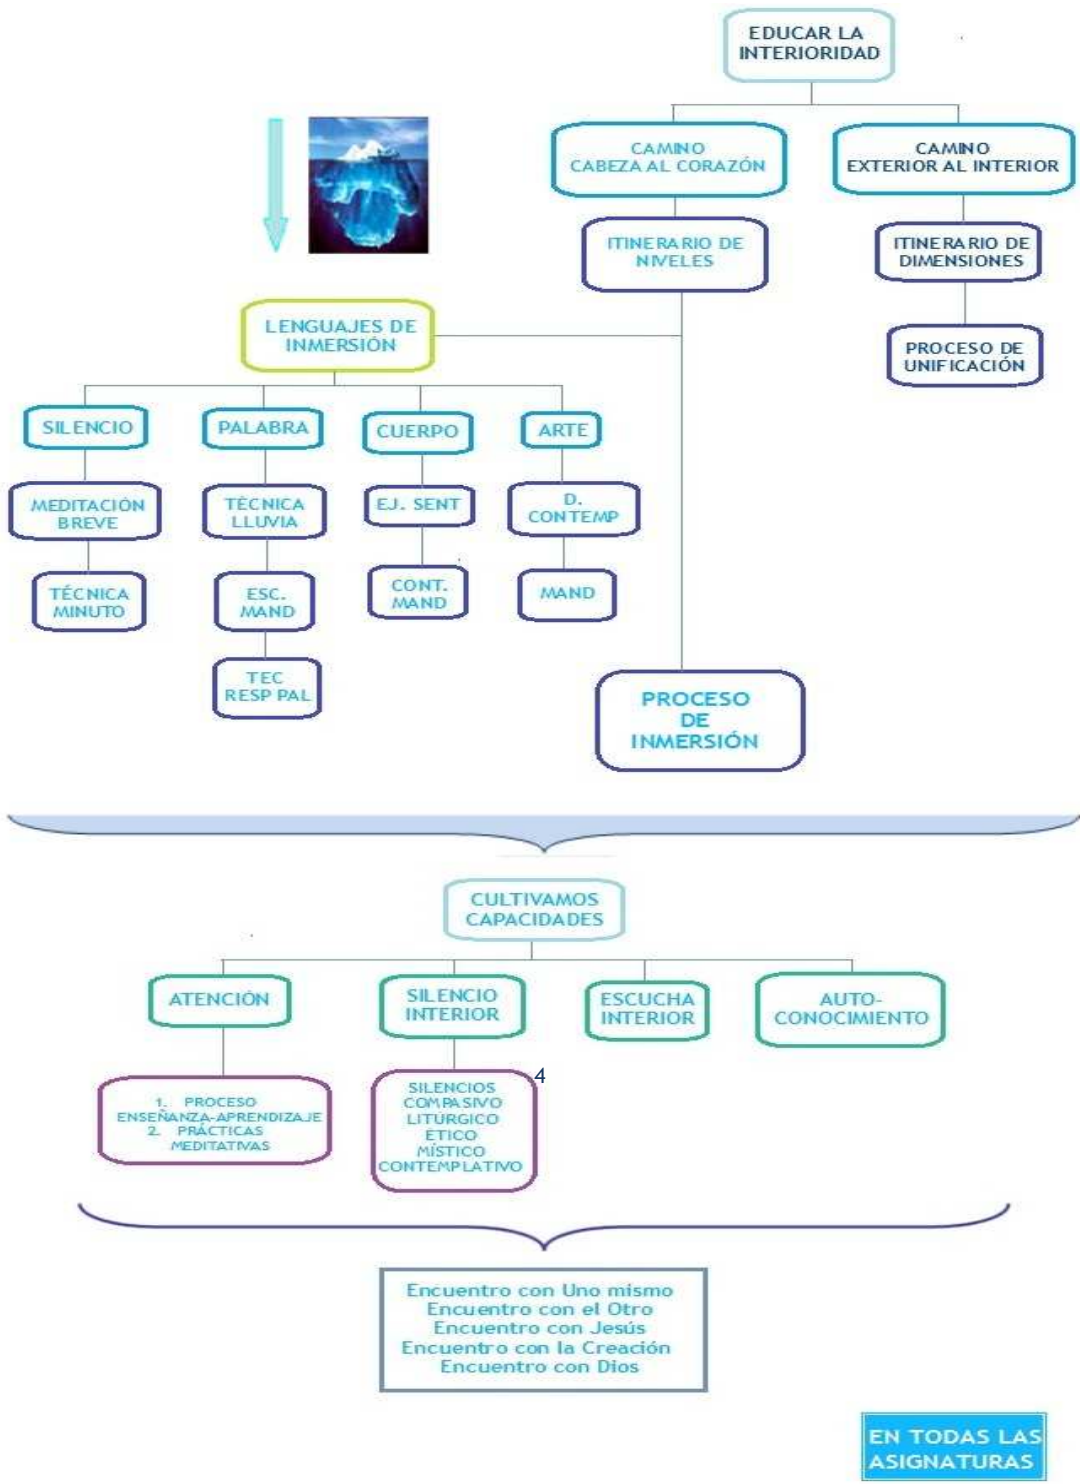 EDUCAR LA
INTERIORIDAD
CAMINO
CABEZA AL CORAZÓN
CAMINO
EXTERIOR AL INTERIOR
ITINERARIO DE
NIVELES
ITINERARIO DE
DIMENSIONES
PROCESO DE
UNIFICACIÓN
LENGUAJES DE
INMERSIÓN
SILENCIO
PALABRA
CUERPO
ARTE
MEDITACIÓN
BREVE
TÉCNICA
LLUVIA
EJ. SENT
D.
CONTEMP
TÉCNICA
MINUTO
ESC.
MAND
CONT.
MAND
MAND
TEC
RESP PAL
PROCESO
DE
INMERSIÓN
CULTIVAMOS
CAPACIDADES
ATENCIÓN
SILENCIO
INTERIOR
ESCUCHA
INTERIOR
AUTO-
CONOCIMIENTO
1. PROCESO
ENSEÑANZA-APRENDIZAJE
2. PRÁCTICAS
MEDITATIVAS
4
SILENCIOS
COMPASIVO
LITÚRGICO
ÉTICO
MÍSTICO
CONTEMPLATIVO
Encuentro con Uno mismo
Encuentro con el Otro
Encuentro con Jesús
Encuentro con la Creación
Encuentro con Dios
EN TODAS LAS
ASIGNATURAS